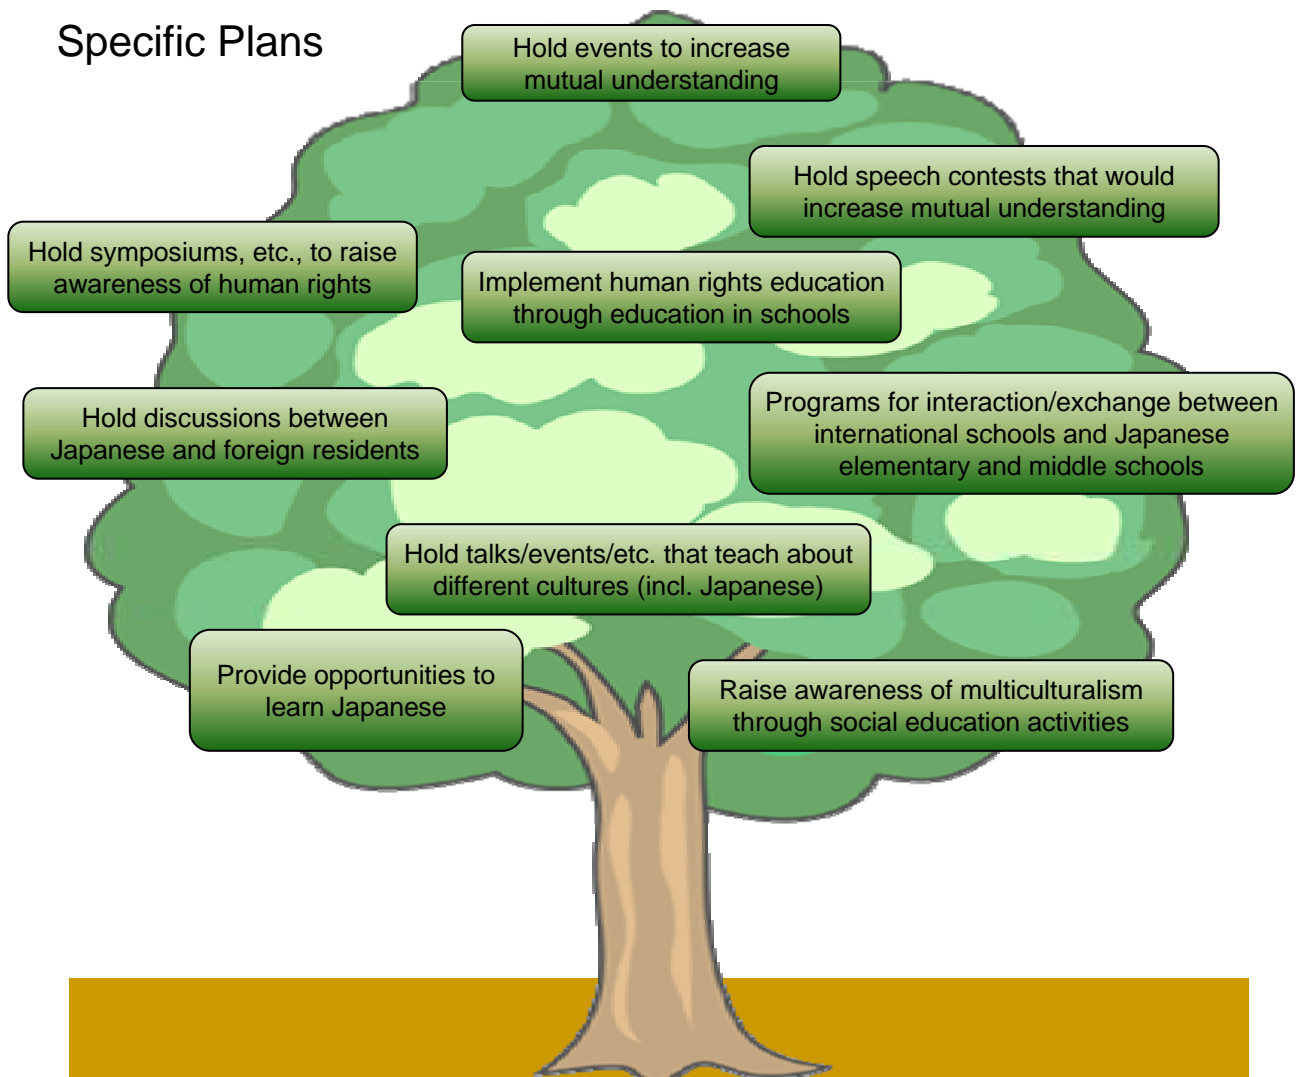 Specific Plans
Hold events to increase
mutual understanding
Hold speech contests that would
increase mutual understanding
Hold symposiums, etc., to raise
awareness of human rights
Implement human rights education
through education in schools
Hold discussions between
Japanese and foreign residents
Programs for interaction/exchange between
international schools and Japanese
elementary and middle schools
Hold talks/events/etc. that teach about
different cultures (incl. Japanese)
Provide opportunities to
learn Japanese
Raise awareness of multiculturalism
through social education activities